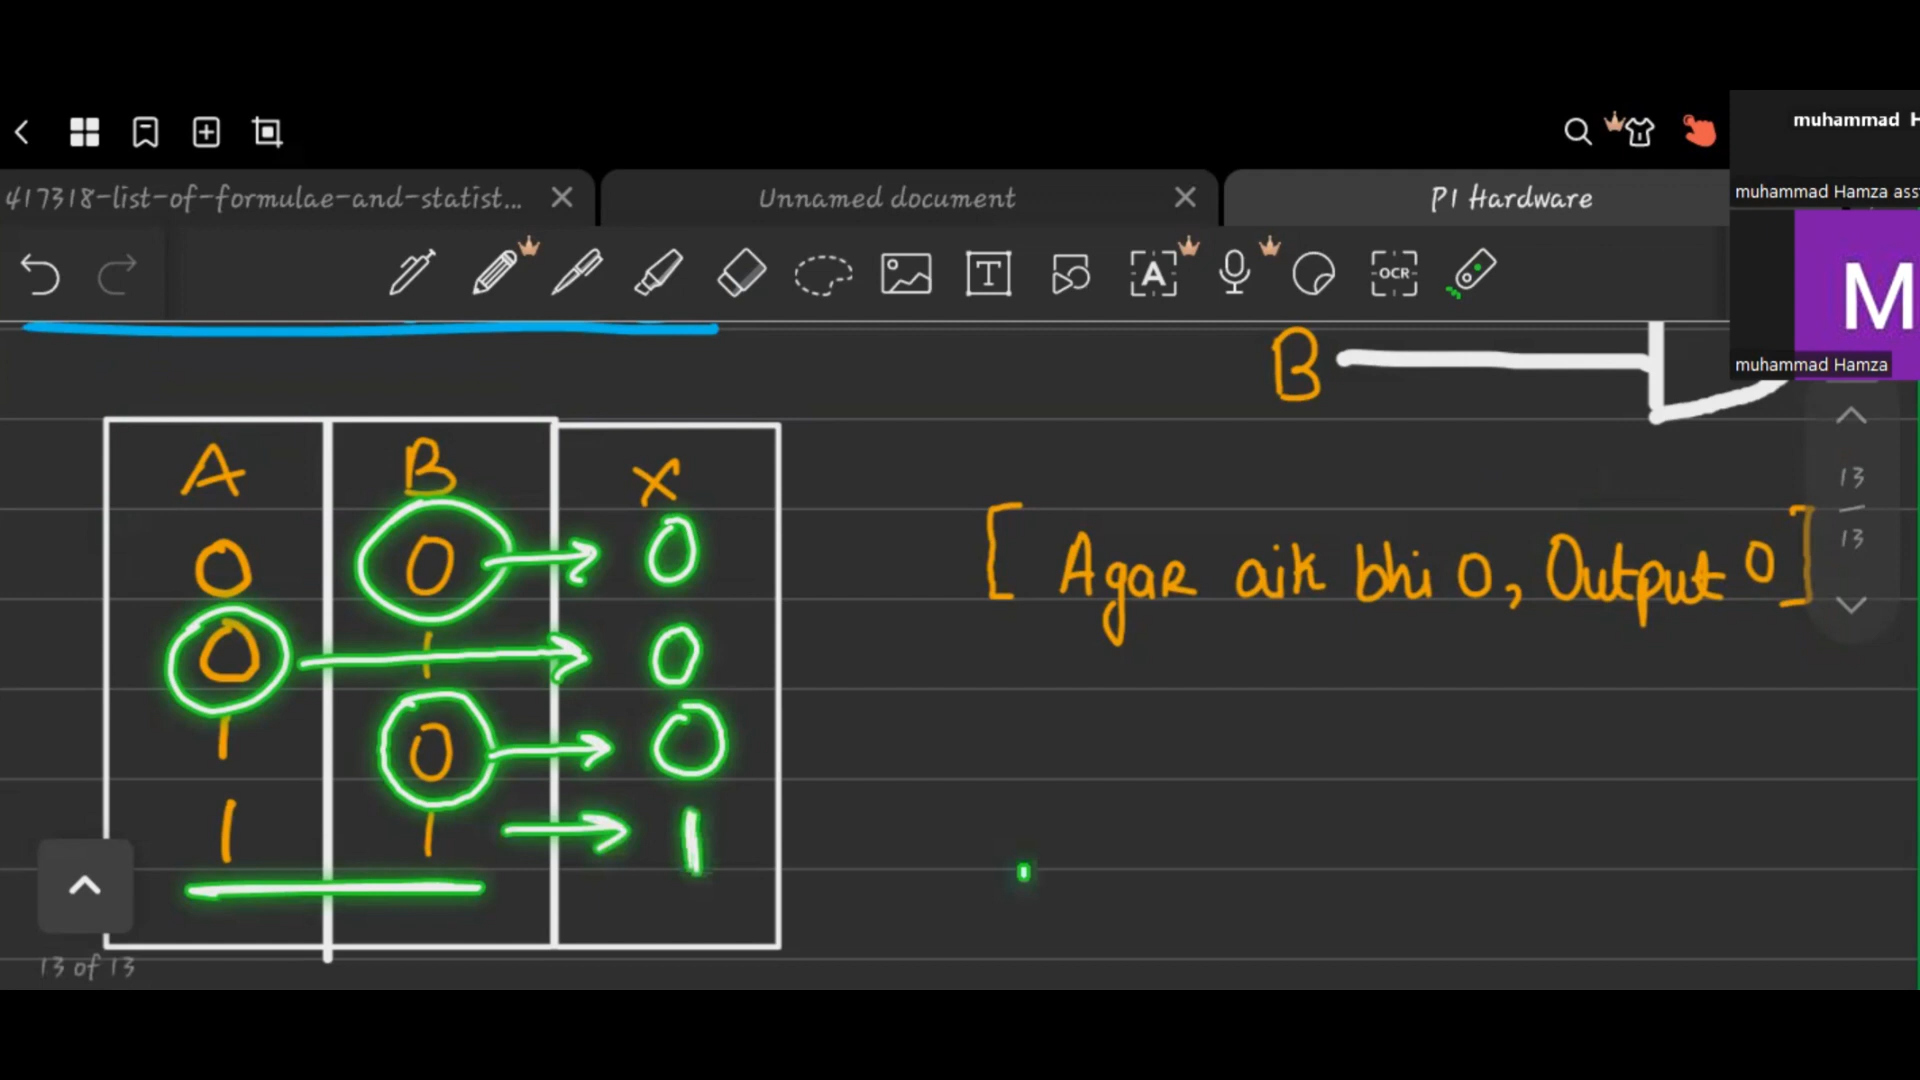 muhammad H
muhammad Hamza ass
417318-list-of-formulae-and-statist...
Unnamed document
P1 Hardware
T
A
OCR
M
muhammad Hamza
B
A B X
0 0 0
0 1 0
1 0 0
1 1 1
[ Agar aik bhi 0, Output 0 ]
13
13
13 of 13